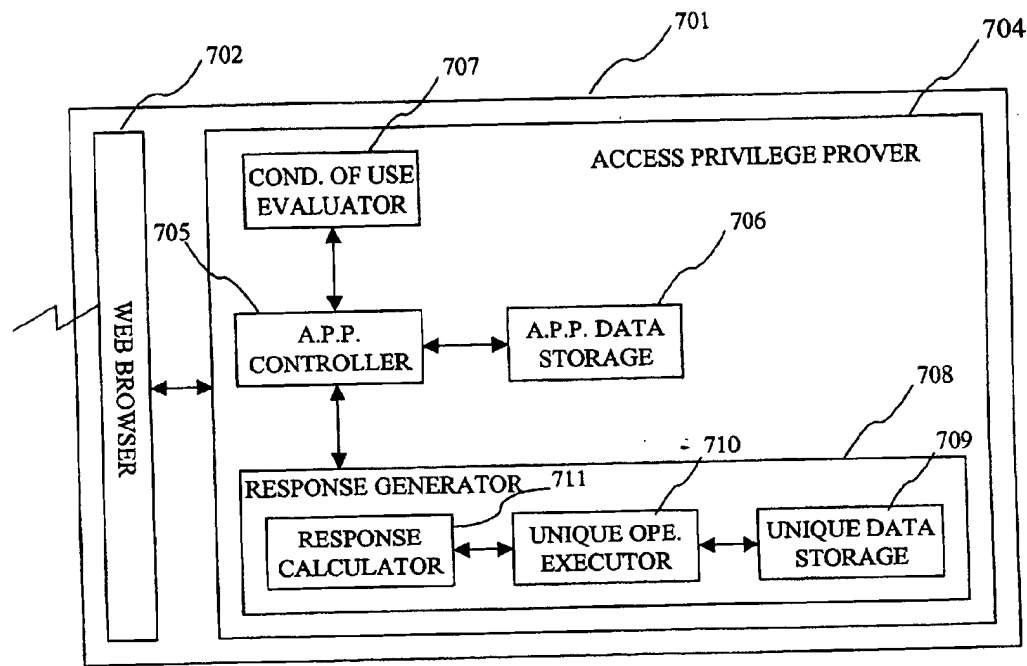 701
702
704
707
ACCESS PRIVILEGE PROVER
COND. OF USE
EVALUATOR
705
706
WEB BROWSER
A.P.P.
CONTROLLER
A.P.P. DATA
STORAGE
708
710
709
RESPONSE GENERATOR
711
RESPONSE
CALCULATOR
UNIQUE OPE.
EXECUTOR
UNIQUE DATA
STORAGE